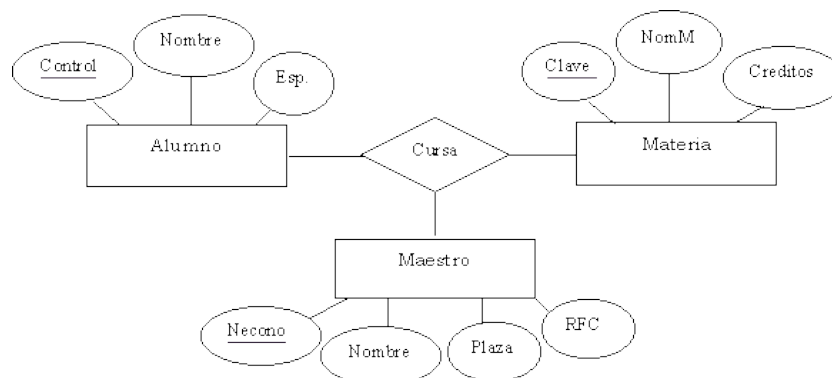 Control
Nombre
Esp.
Alumno
Cursa
Clave
NomM
Creditos
Materia
Maestro
Necono
Nombre
Plaza
RFC